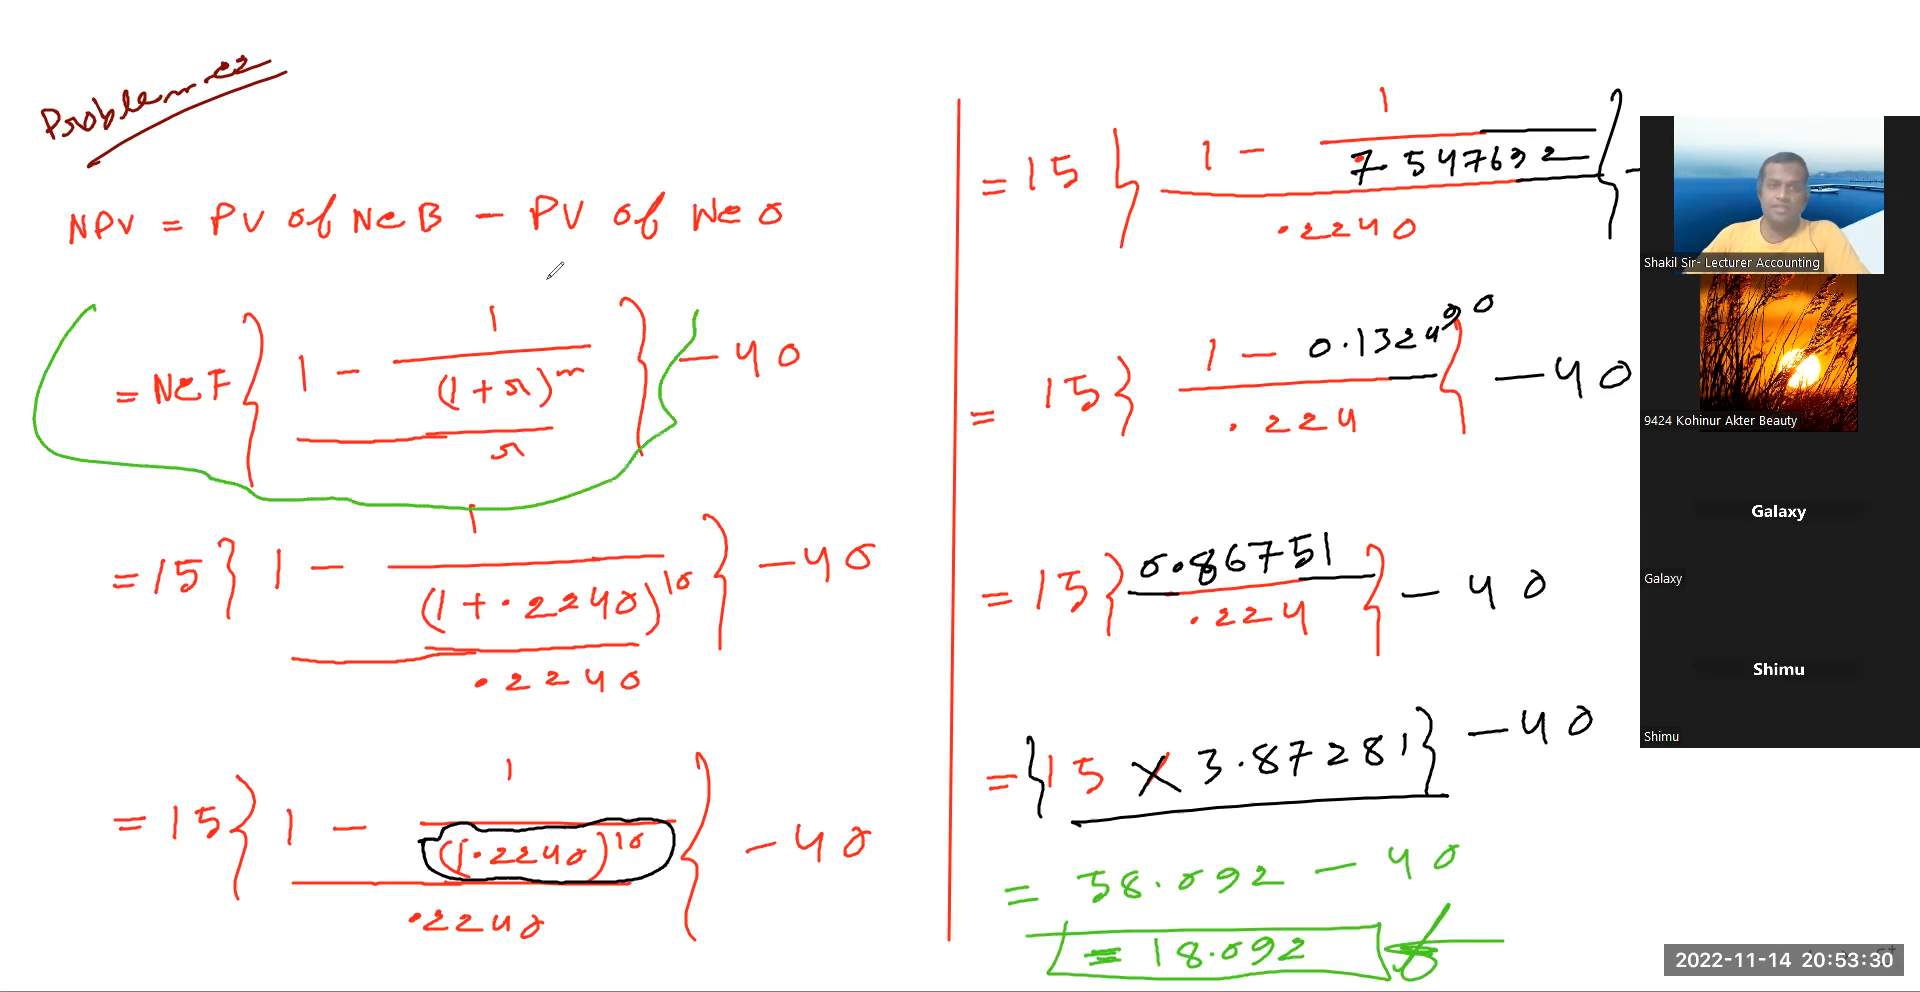 Problem-02
NPV = PV of NCB - PV of NCO
= NCF { 1 - 1/(1+r)^n / r } - 40
= 15 { 1 - 1/(1+.2240)^10 / .2240 } - 40
= 15 { 1 - 1/(1.2240)^10 / .2240 } - 40
= 15 { 1 - 1/7.547632 / .2240 } -
= 15 { 1 - 0.132490 / .224 } - 40
= 15 { 0.86751 / .224 } - 40
= {15 × 3.87281} - 40
= 58.092 - 40
= 18.092
Shakil Sir- Lecturer Accounting
9424 Kohinur Akter Beauty
Galaxy
Galaxy
Shimu
Shimu
2022-11-14 20:53:30